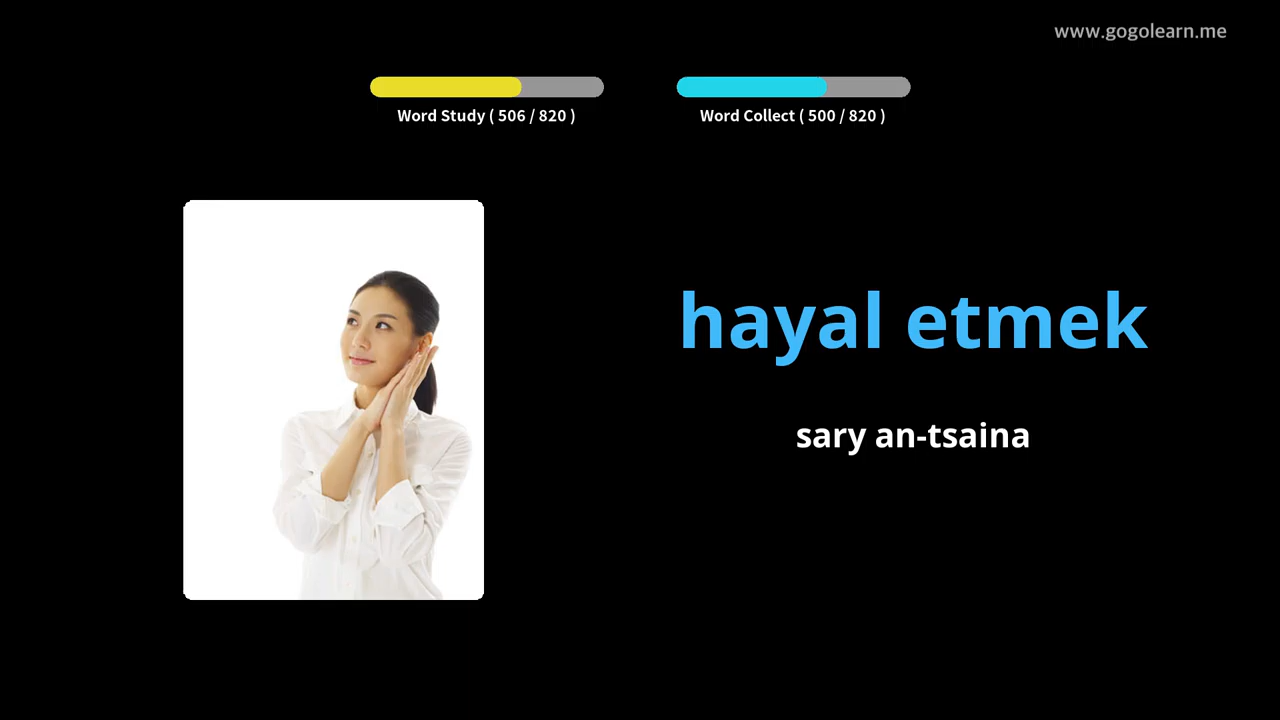 www.gogolearn.me
Word Study ( 506 / 820 )
Word Collect ( 500 / 820 )
hayal etmek
sary an-tsaina